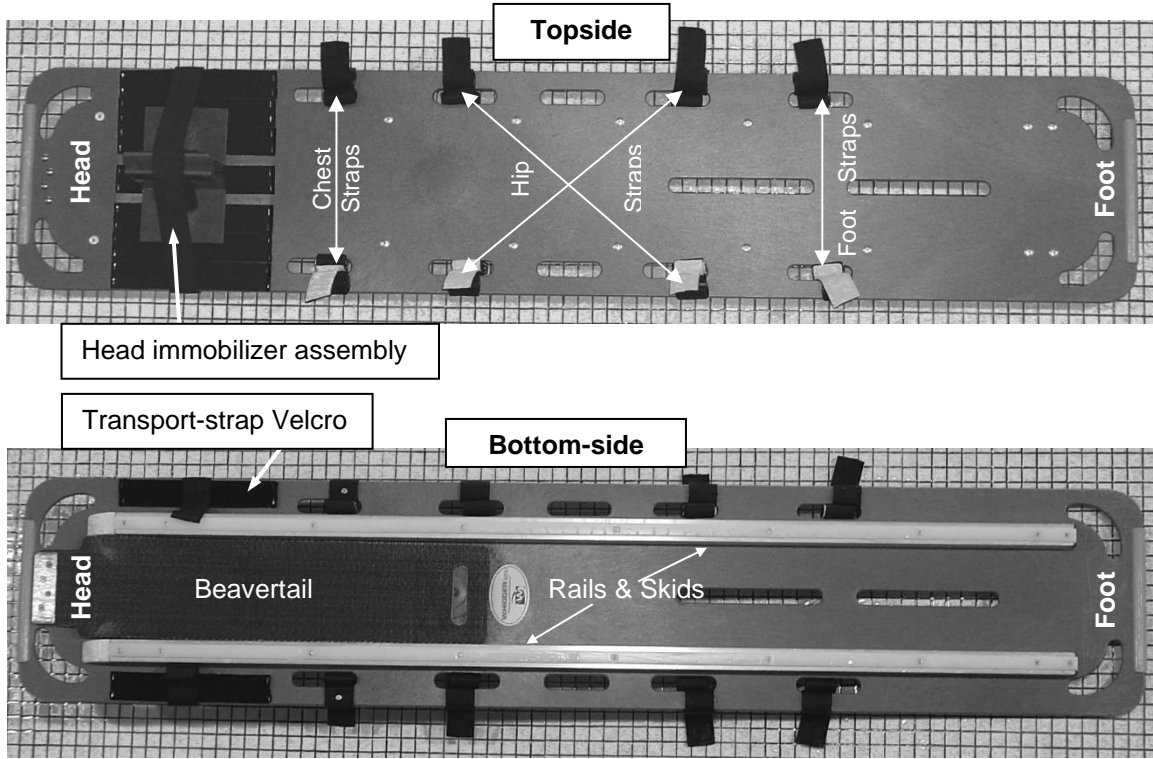 Topside
Head
Chest
Straps
Hip
Straps
Foot
Straps
Foot
Head immobilizer assembly
Transport-strap Velcro
Bottom-side
Head
Beavertail
Rails & Skids
Foot